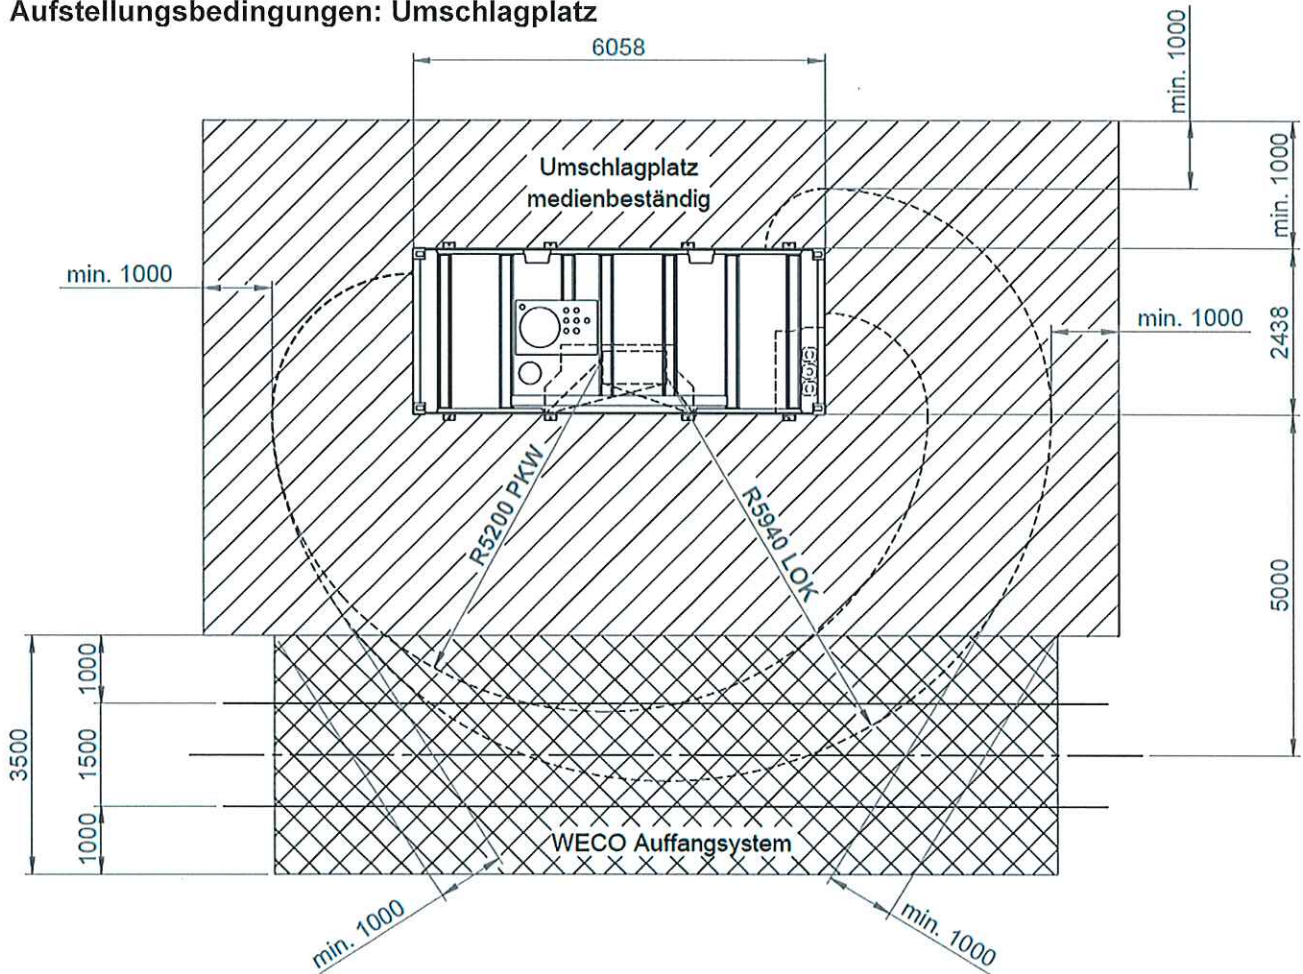 Aufstellungsbedingungen: Umschlagplatz
6058
min. 1000
min. 1000
Umschlagplatz
medienbeständig
min. 1000
min. 1000
2438
R5200 PKW
R5940 LOK
5000
3500
1000
1500
1000
WECO Auffangsystem
min. 1000
min. 1000